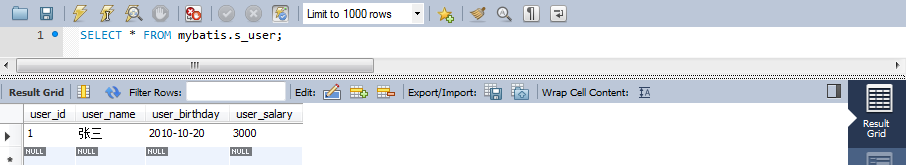 Limit to 1000 rows
1 SELECT * FROM mybatis.s_user;
Result Grid Filter Rows: Edit: Export/Import: Wrap Cell Content: IA
user_id user_name user_birthday user_salary
1 张三 2010-10-20 3000
NULL NULL NULL NULL
Result
Grid